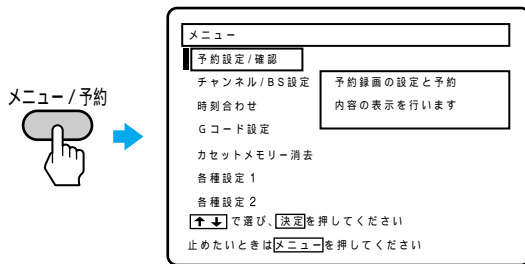 メニュー / 予約
メニュー
予約設定/確認
チャンネル/BS設定
時刻合わせ
Gコード設定
カセットメモリー消去
各種設定1
各種設定2
予約録画の設定と予約
内容の表示を行います
↑↓で選び、決定を押してください
止めたいときはメニューを押してください